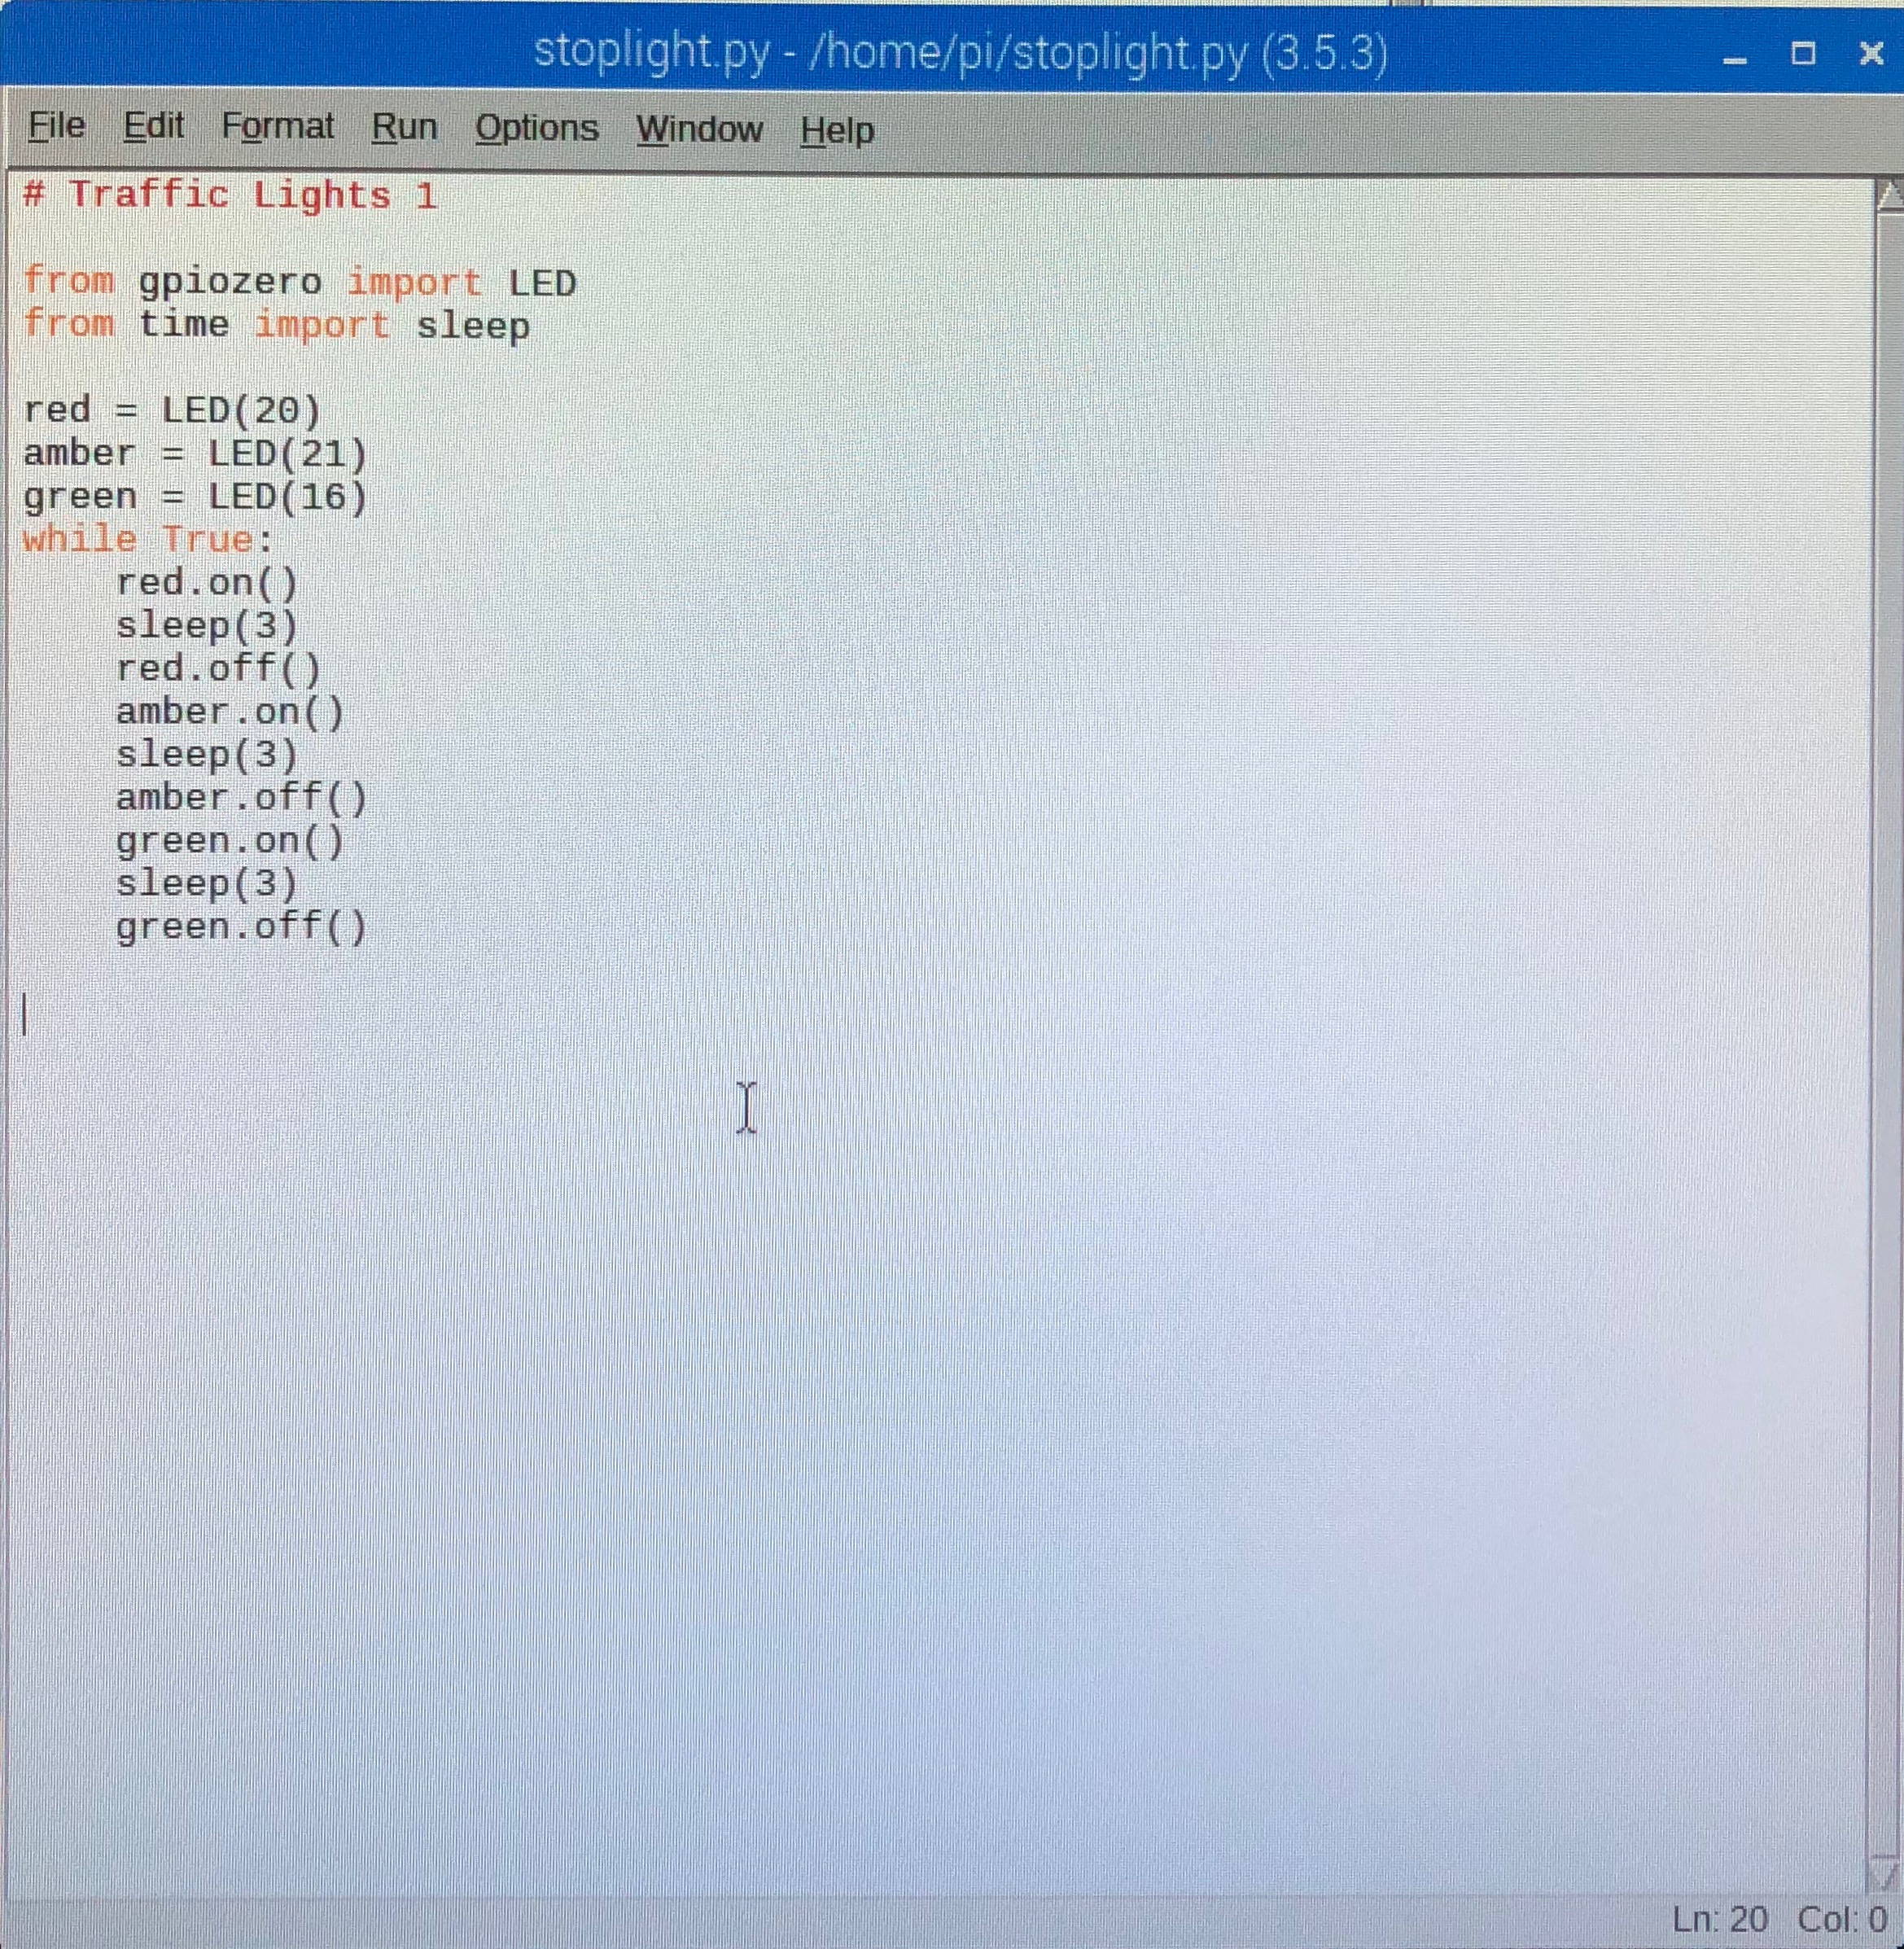 stoplight.py - /home/pi/stoplight.py (3.5.3)
File Edit Format Run Options Window Help
# Traffic Lights 1
from gpiozero import LED
from time import sleep
red = LED(20)
amber = LED(21)
green = LED(16)
while True:
    red.on()
    sleep(3)
    red.off()
    amber.on()
    sleep(3)
    amber.off()
    green.on()
    sleep(3)
    green.off()
Ln: 20 Col: 0